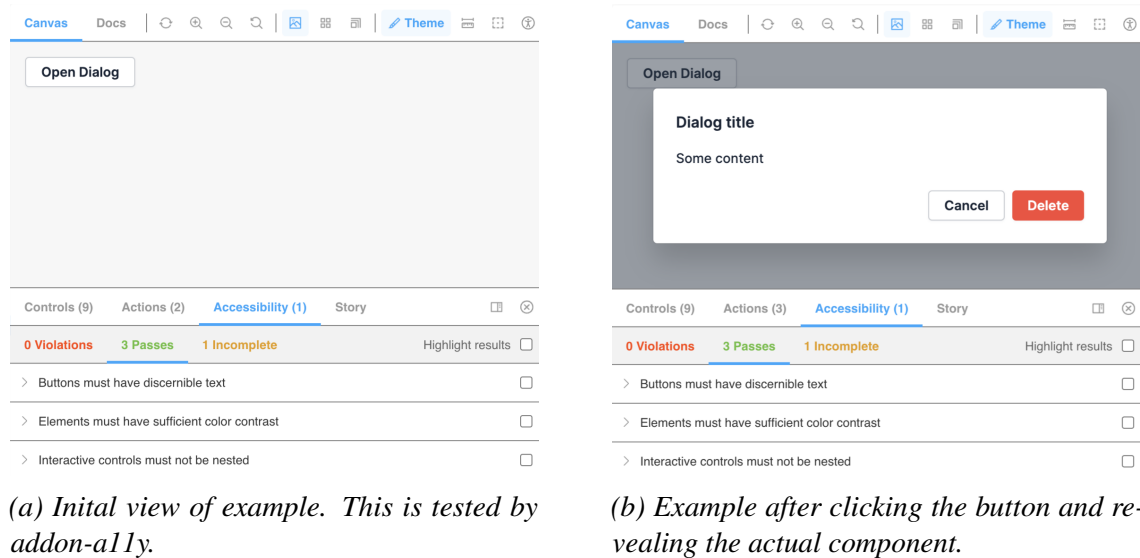 Canvas Docs Theme
Open Dialog
Controls (9) Actions (2) Accessibility (1) Story
0 Violations 3 Passes 1 Incomplete Highlight results
Buttons must have discernible text
Elements must have sufficient color contrast
Interactive controls must not be nested
(a) Inital view of example. This is tested by
addon-a11y.
Canvas Docs Theme
Open Dialog
Dialog title
Some content
Cancel Delete
Controls (9) Actions (3) Accessibility (1) Story
0 Violations 3 Passes 1 Incomplete Highlight results
Buttons must have discernible text
Elements must have sufficient color contrast
Interactive controls must not be nested
(b) Example after clicking the button and re-
vealing the actual component.